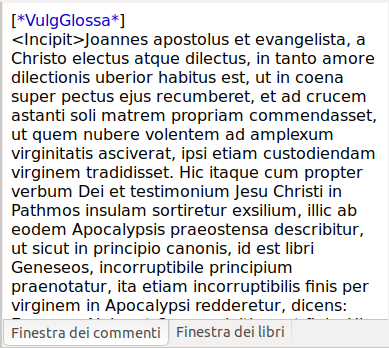 [*VulgGlossa*]
<Incipit>Joannes apostolus et evangelista, a
Christo electus atque dilectus, in tanto amore
dilectionis uberior habitus est, ut in coena
super pectus ejus recumberet, et ad crucem
astanti soli matrem propriam commendasset,
ut quem nubere volentem ad amplexum
virginitatis asciverat, ipsi etiam custodiendam
virginem tradidisset. Hic itaque cum propter
verbum Dei et testimonium Jesu Christi in
Pathmos insulam sortiretur exsilium, illic ab
eodem Apocalypsis praeostensa describitur,
ut sicut in principio canonis, id est libri
Geneseos, incorruptibile principium
praenotatur, ita etiam incorruptibilis finis per
virginem in Apocalypsi redderetur, dicens:
Finestra dei commenti
Finestra dei libri